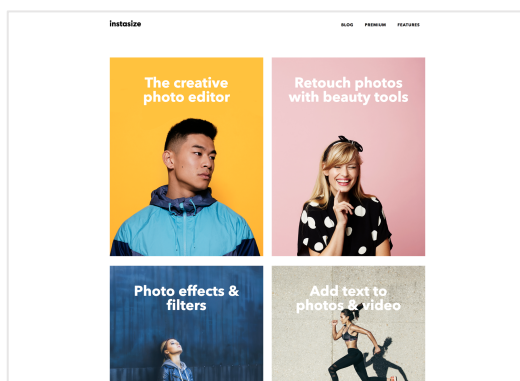 instasize
BLOG PREMIUM FEATURES
The creative
photo editor
Retouch photos
with beauty tools
Photo effects &
filters
Add text to
photos & video